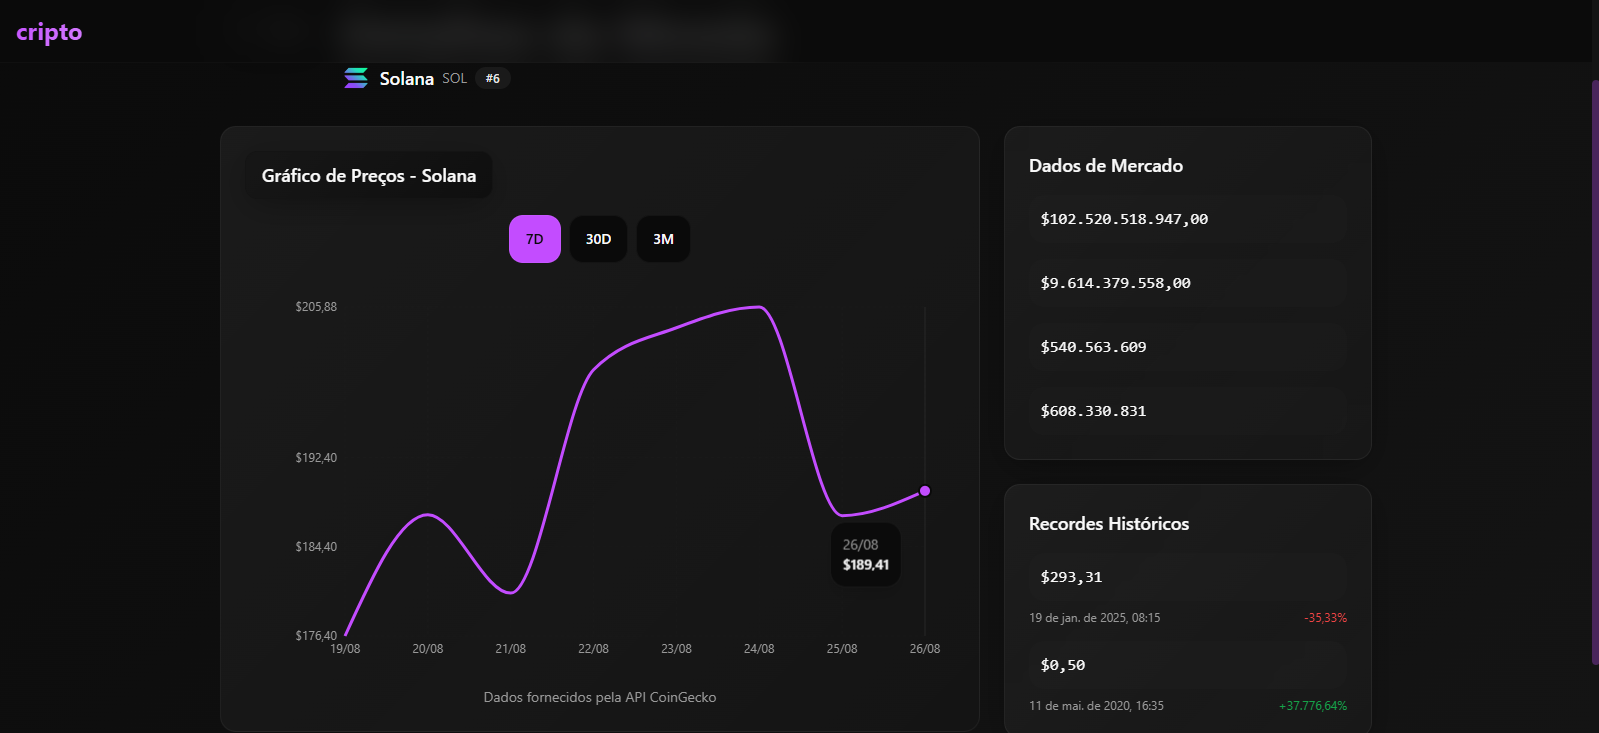 cripto
Solana SOL #6
Gráfico de Preços - Solana
7D 30D 3M
$205,88
$192,40
$184,40
$176,40
19/08 20/08 21/08 22/08 23/08 24/08 25/08 26/08
26/08
$189,41
Dados fornecidos pela API CoinGecko
Dados de Mercado
$102.520.518.947,00
$9.614.379.558,00
$540.563.609
$608.330.831
Recordes Históricos
$293,31
19 de jan. de 2025, 08:15 -35,33%
$0,50
11 de mai. de 2020, 16:35 +37.776,64%